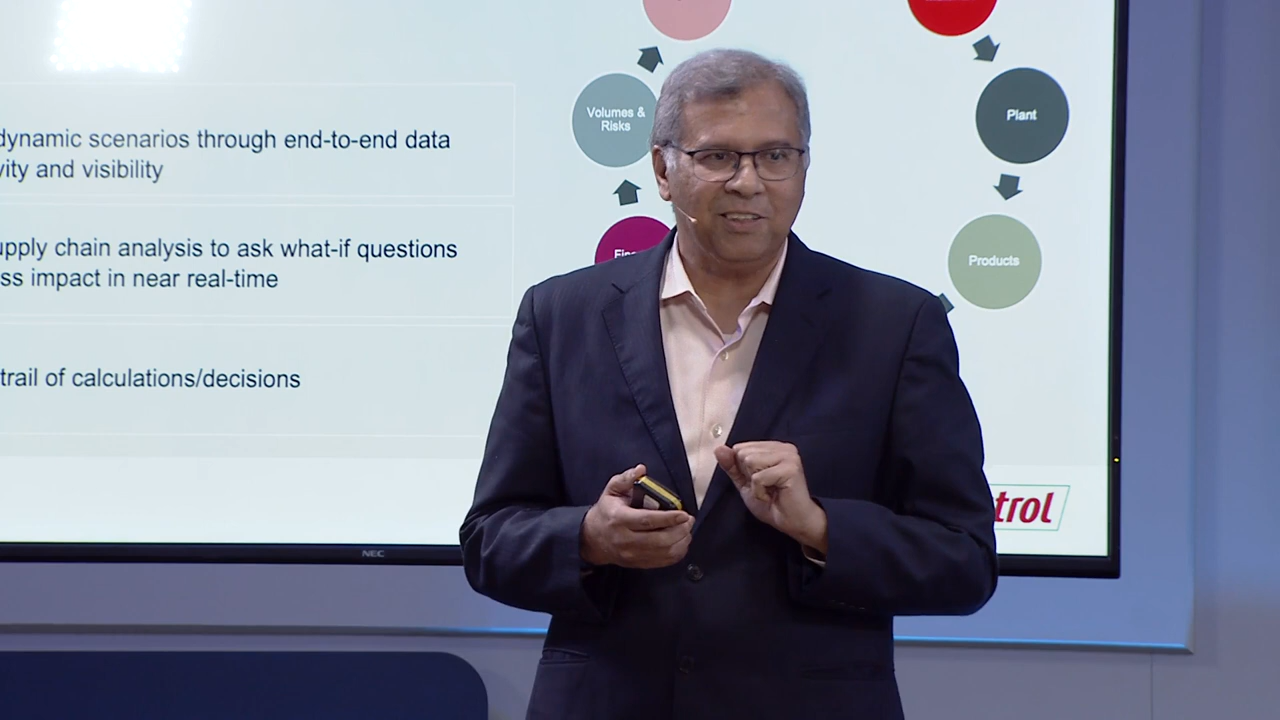 dynamic scenarios through end-to-end data
vity and visibility
upply chain analysis to ask what-if questions
ss impact in near real-time
trail of calculations/decisions
Volumes &
Risks
Plant
Products
trol
NEC